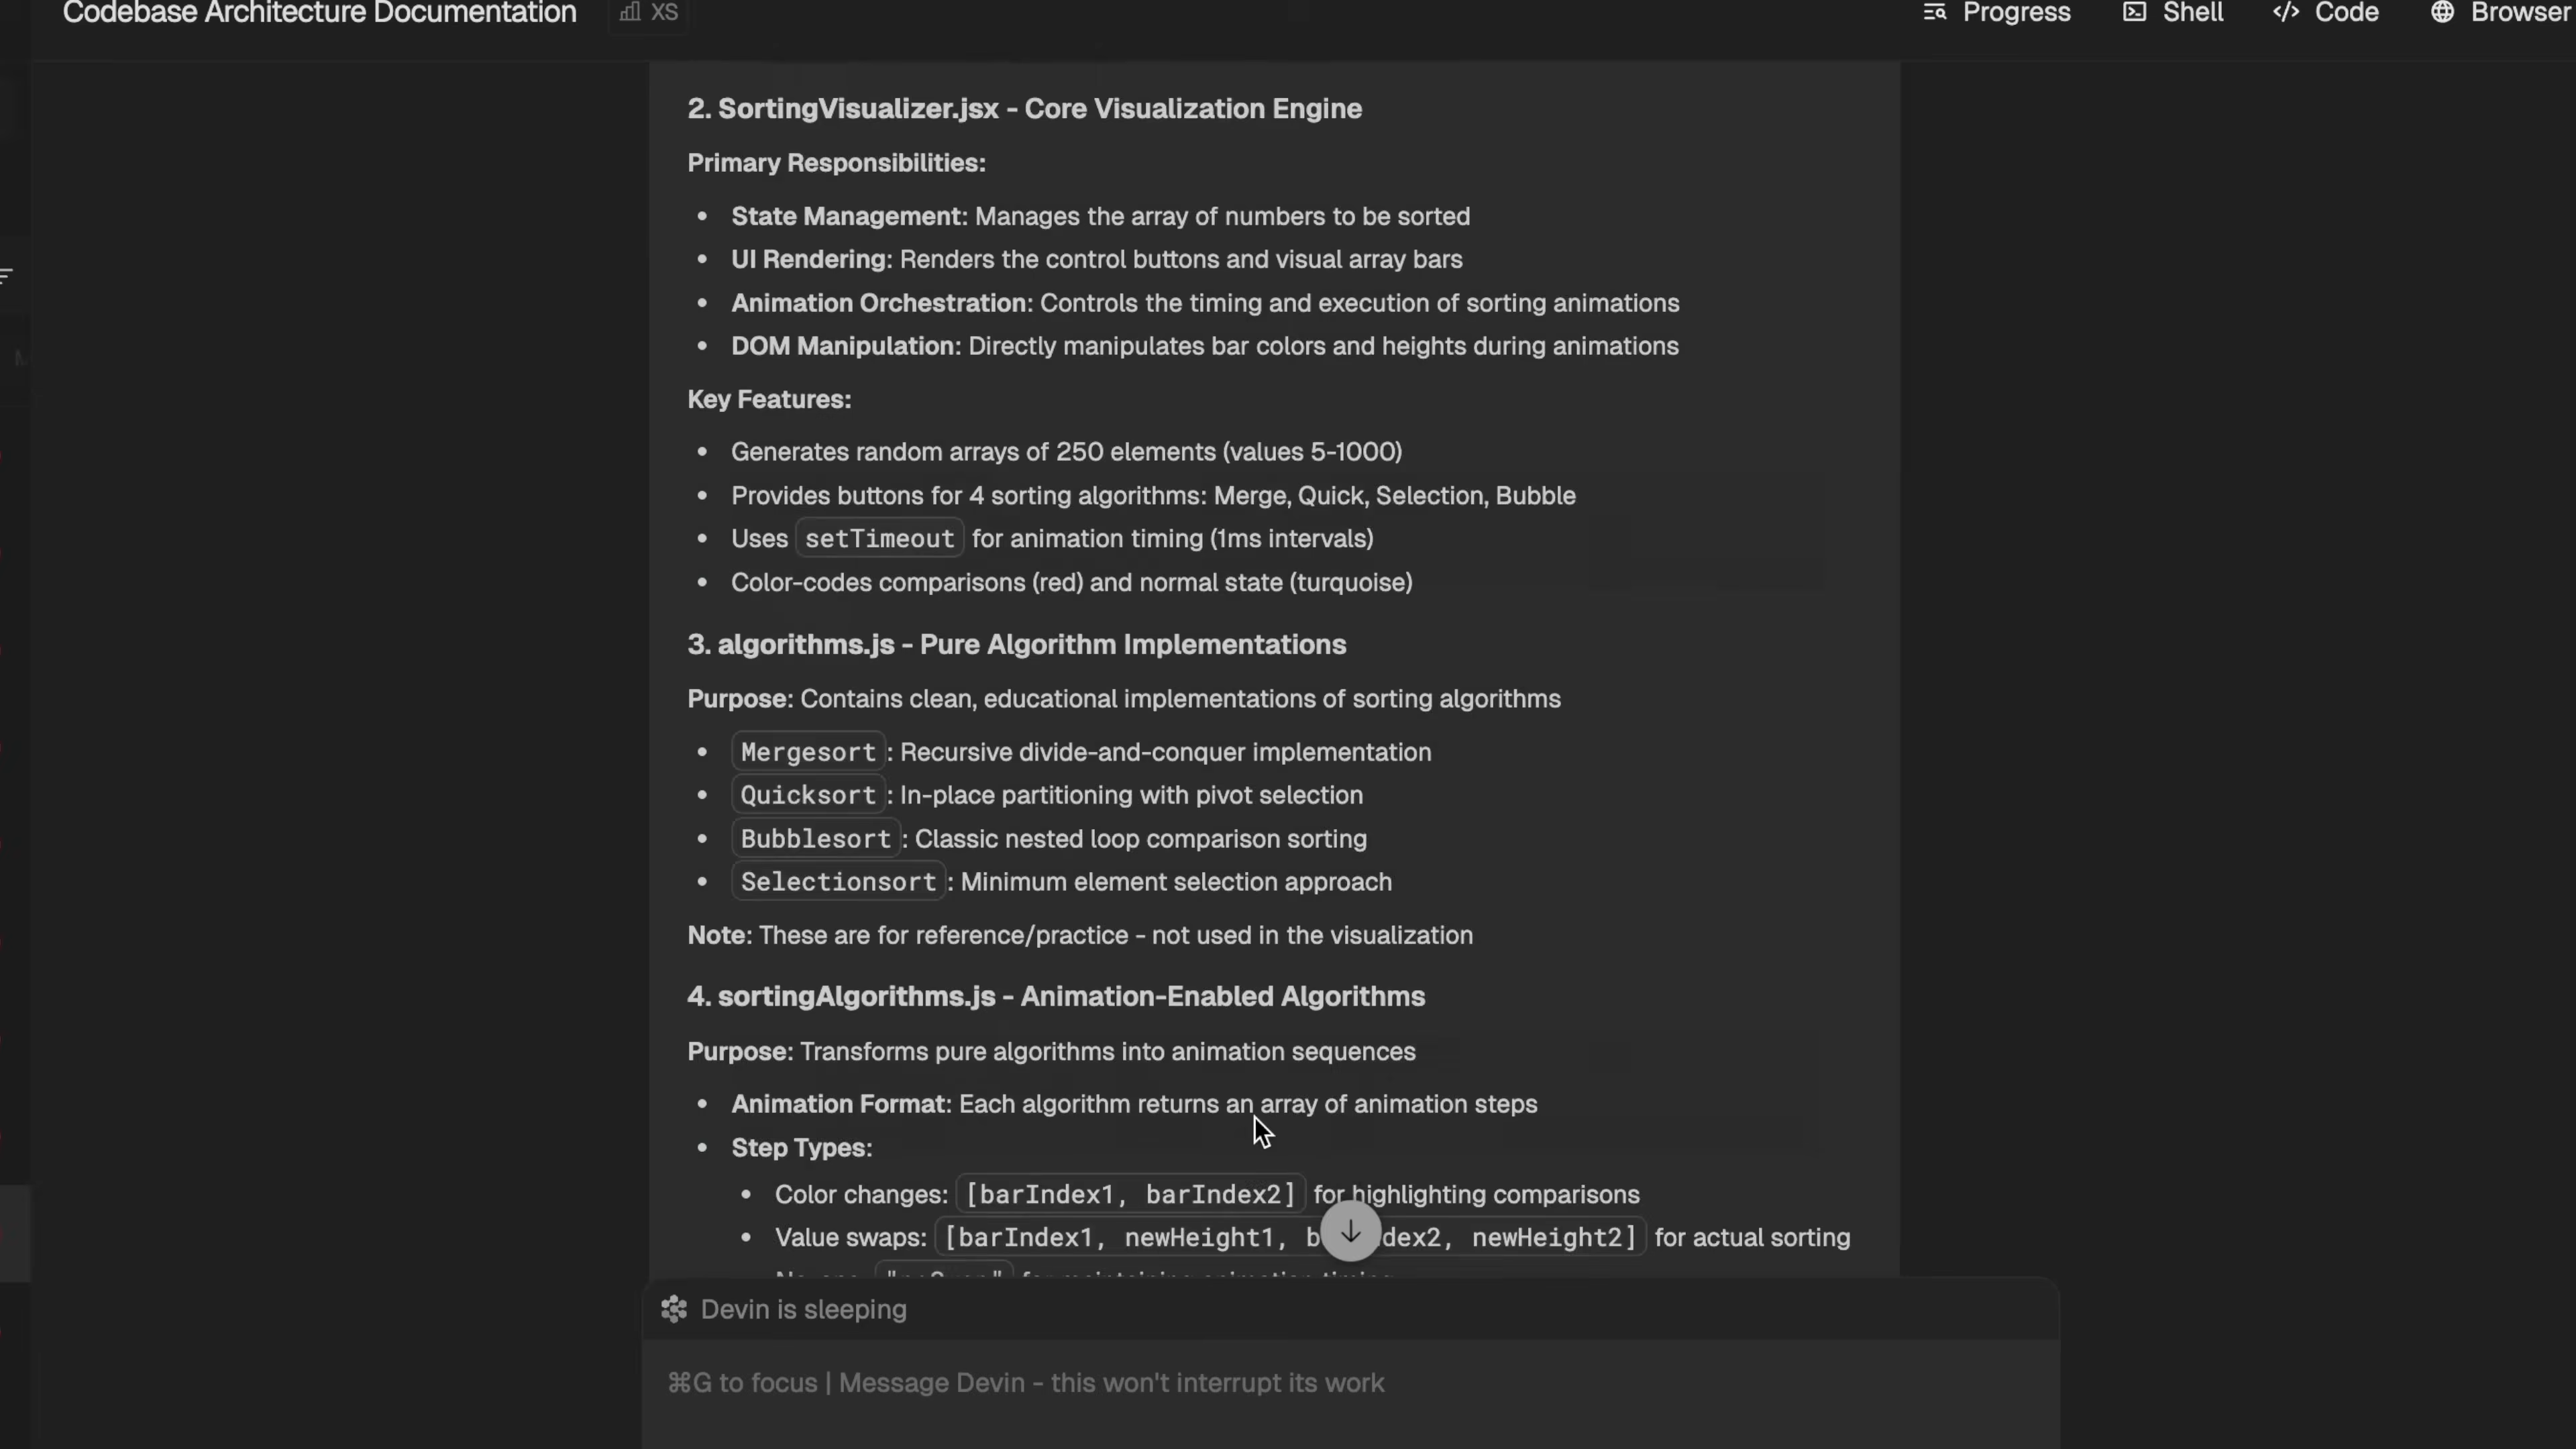 Codebase Architecture Documentation XS Progress Shell Code Browser
2. SortingVisualizer.jsx - Core Visualization Engine
Primary Responsibilities:
• State Management: Manages the array of numbers to be sorted
• UI Rendering: Renders the control buttons and visual array bars
• Animation Orchestration: Controls the timing and execution of sorting animations
• DOM Manipulation: Directly manipulates bar colors and heights during animations
Key Features:
• Generates random arrays of 250 elements (values 5-1000)
• Provides buttons for 4 sorting algorithms: Merge, Quick, Selection, Bubble
• Uses setTimeout for animation timing (1ms intervals)
• Color-codes comparisons (red) and normal state (turquoise)
3. algorithms.js - Pure Algorithm Implementations
Purpose: Contains clean, educational implementations of sorting algorithms
• Mergesort: Recursive divide-and-conquer implementation
• Quicksort: In-place partitioning with pivot selection
• Bubblesort: Classic nested loop comparison sorting
• Selectionsort: Minimum element selection approach
Note: These are for reference/practice - not used in the visualization
4. sortingAlgorithms.js - Animation-Enabled Algorithms
Purpose: Transforms pure algorithms into animation sequences
• Animation Format: Each algorithm returns an array of animation steps
• Step Types:
• Color changes: [barIndex1, barIndex2] for highlighting comparisons
• Value swaps: [barIndex1, newHeight1, newHeight2] for actual sorting
Devin is sleeping
⌘G to focus | Message Devin - this won't interrupt its work